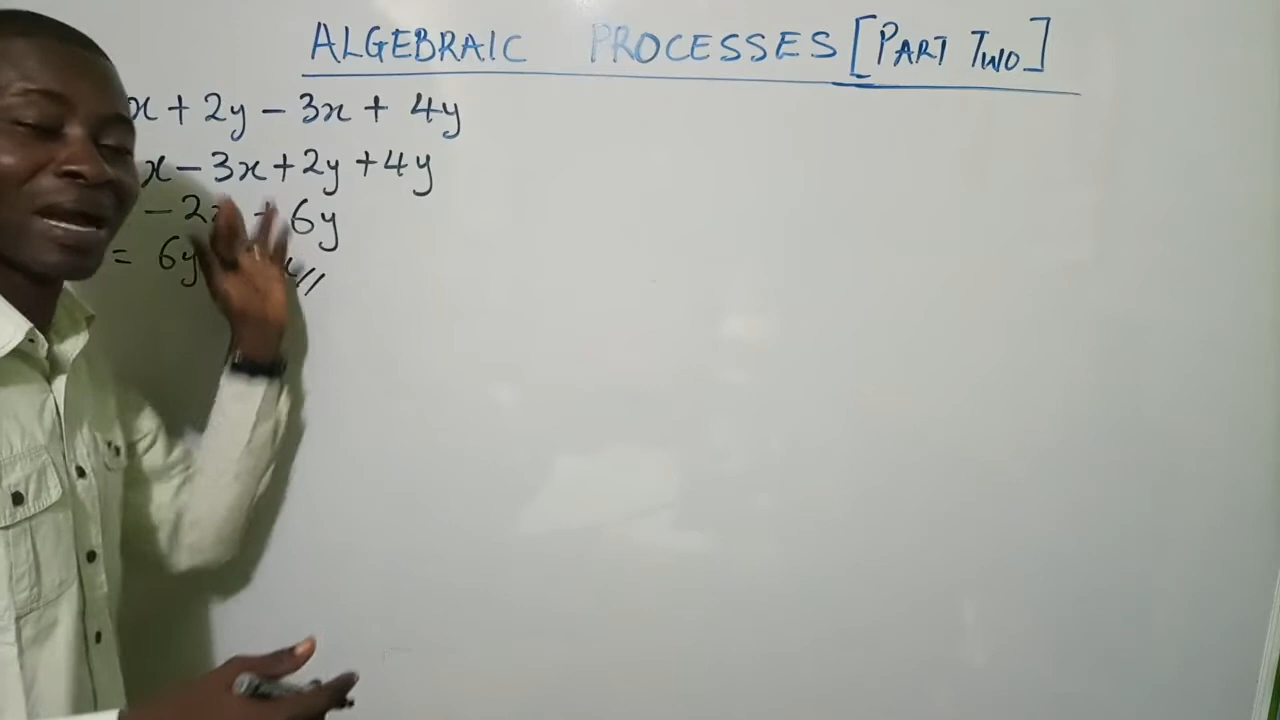 ALGEBRAIC PROCESSES [PART TWO]
x + 2y - 3x + 4y
x - 3x + 2y + 4y
- 2x + 6y
= 6y